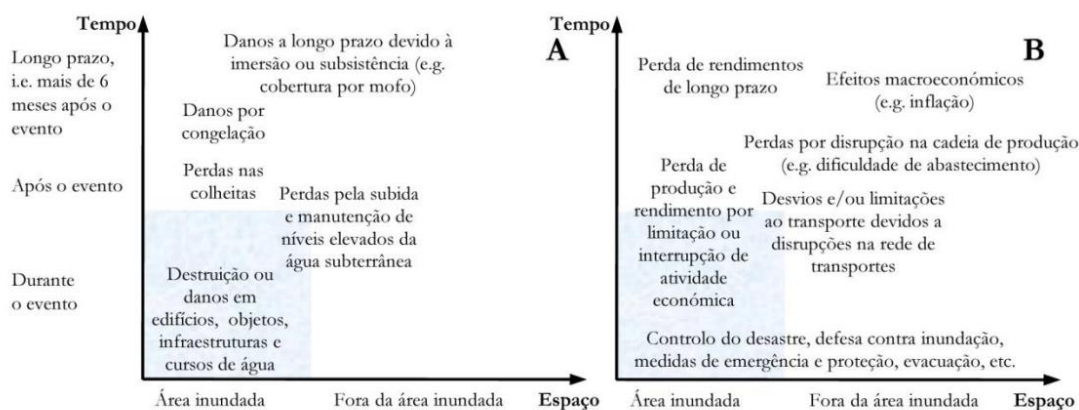 Tempo
A
Longo prazo,
i.e. mais de 6
meses após o
evento
Após o evento
Durante
o evento
Danos a longo prazo devido à
imersão ou subsistência (e.g.
cobertura por mofo)
Danos por
congelação
Perdas nas
colheitas
Perdas pela subida
e manutenção de
níveis elevados da
água subterrânea
Destruição ou
danos em
edifícios, objetos,
infraestruturas e
cursos de água
Área inundada
Fora da área inundada
Espaço
Tempo
B
Perda de rendimentos
de longo prazo
Efeitos macroeconómicos
(e.g. inflação)
Perdas por disrupção na cadeia de produção
(e.g. dificuldade de abastecimento)
Perda de
produção e
rendimento por
limitação ou
interrupção de
atividade
económica
Desvios e/ou limitações
ao transporte devidos a
disrupções na rede de
transportes
Controlo do desastre, defesa contra inundação,
medidas de emergência e proteção, evacuação, etc.
Área inundada
Fora da área inundada
Espaço